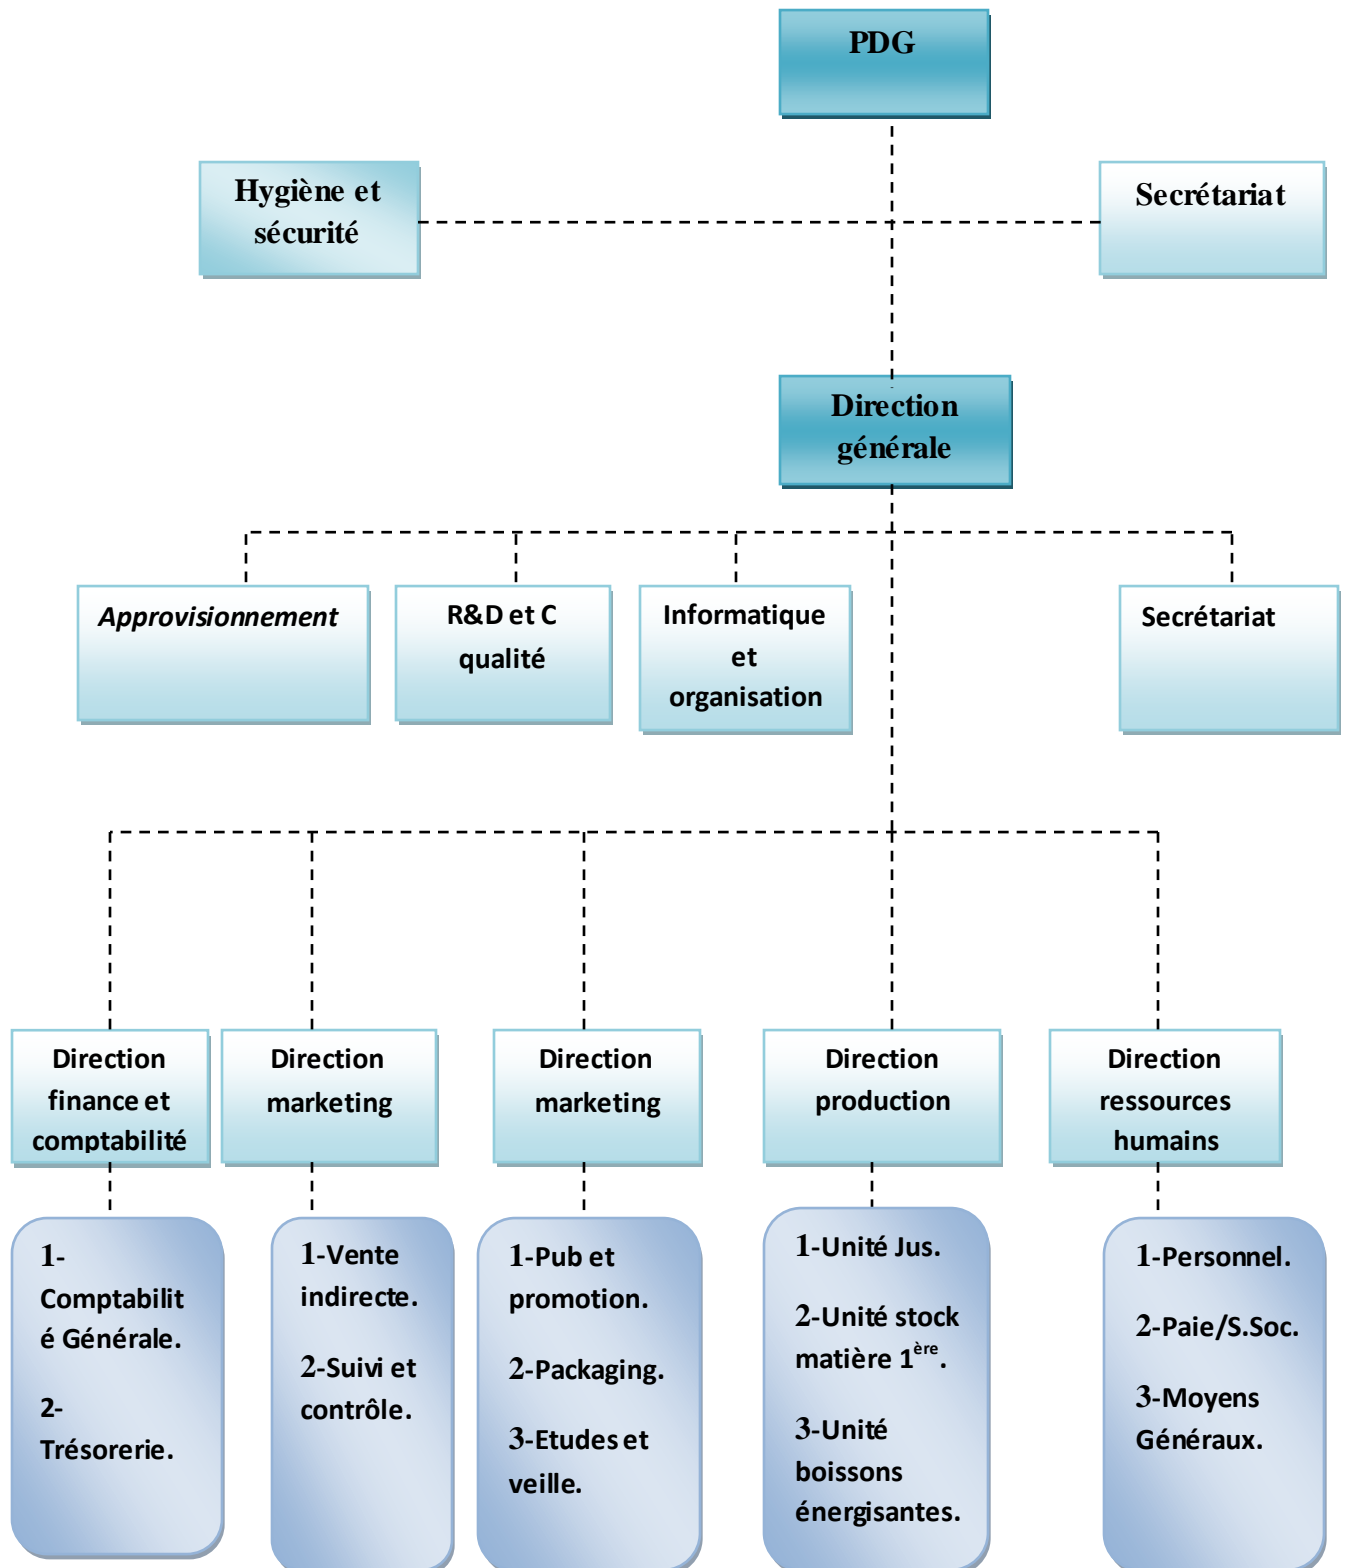 PDG
Hygiène et
sécurité
Secrétariat
Direction
générale
Approvisionnement
R&D et C
qualité
Informatique
et
organisation
Secrétariat
Direction
finance et
comptabilité
Direction
marketing
Direction
marketing
Direction
production
Direction
ressources
humains
1-
Comptabilit
é Générale.
2-
Trésorerie.
1-Vente
indirecte.
2-Suivi et
contrôle.
1-Pub et
promotion.
2-Packaging.
3-Etudes et
veille.
1-Unité Jus.
2-Unité stock
matière 1ère.
3-Unité
boissons
énergisantes.
1-Personnel.
2-Paie/S.Soc.
3-Moyens
Généraux.